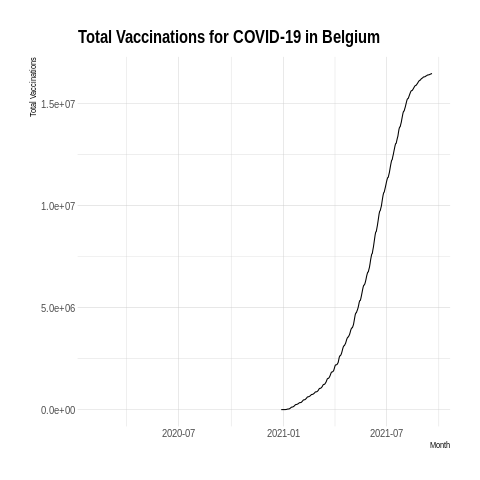 Total Vaccinations for COVID-19 in Belgium
Total Vaccinations
1.5e+07
1.0e+07
5.0e+06
0.0e+00
2020-07 2021-01 2021-07
Month